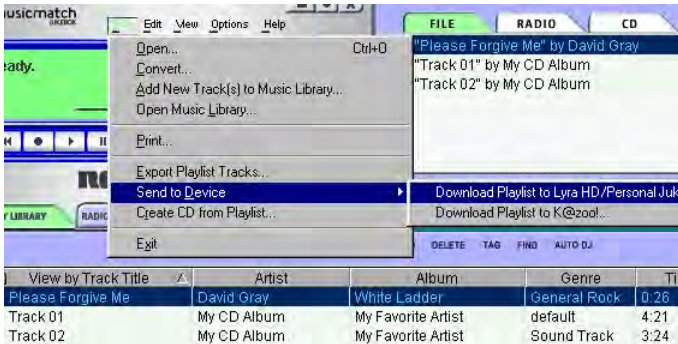 musicmatch
JUKEBOX
Edit View Options Help
FILE RADIO CD
Open... Ctrl+O
"Please Forgive Me" by David Gray
eady.
Convert...
"Track 01" by My CD Album
Add New Track(s) to Music Library...
"Track 02" by My CD Album
Open Music Library...
Print...
Export Playlist Tracks...
Send to Device
Download Playlist to Lyra HD/Personal Juk
Y LIBRARY RADIO
Create CD from Playlist...
Download Playlist to K@zoo!...
Exit
DELETE TAG FIND AUTO DJ
View by Track Title Artist Album Genre Ti
Please Forgive Me David Gray White Ladder General Rock 0:26
Track 01 My CD Album My Favorite Artist default 4:21
Track 02 My CD Album My Favorite Artist Sound Track 3:24